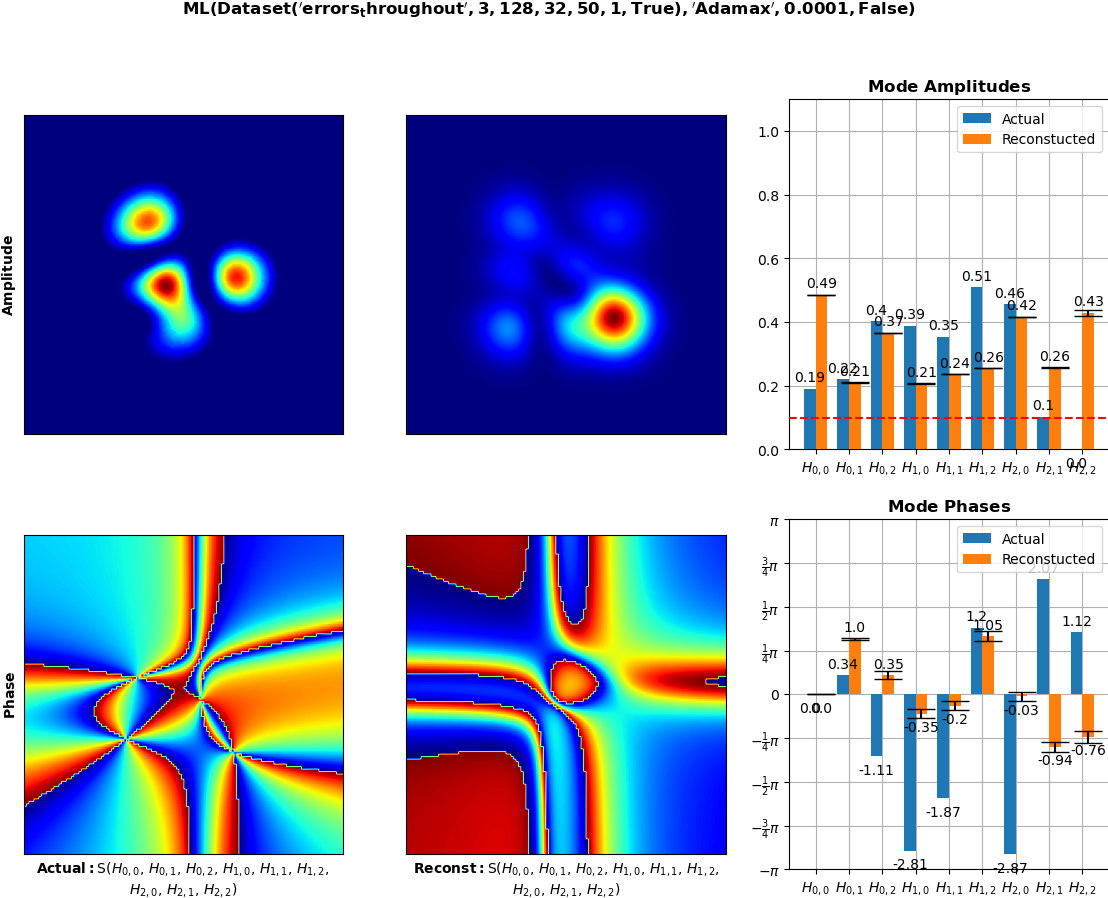 ML(Dataset('errors_throughout', 3, 128, 32, 50, 1, True), 'Adamax', 0.0001, False)
Amplitude
Mode Amplitudes
Actual
Reconstucted
1.0
0.8
0.6
0.4
0.2
0.0
0.19
0.49
0.22
0.21
0.4
0.37
0.39
0.21
0.35
0.24
0.51
0.26
0.46
0.42
0.1
0.26
0.0
0.43
H0,0 H0,1 H0,2 H1,0 H1,1 H1,2 H2,0 H2,1 H2,2
Phase
Actual: S(H0,0, H0,1, H0,2, H1,0, H1,1, H1,2,
H2,0, H2,1, H2,2)
Reconst: S(H0,0, H0,1, H0,2, H1,0, H1,1, H1,2,
H2,0, H2,1, H2,2)
Mode Phases
Actual
Reconstucted
π
3/4π
1/2π
1/4π
0
−1/4π
−1/2π
−3/4π
−π
0.0
0.0
0.34
1.0
-1.11
0.35
-2.81
-0.35
-1.87
-0.2
1.2
1.05
-2.87
-0.03
2.07
-0.94
1.12
-0.76
H0,0 H0,1 H0,2 H1,0 H1,1 H1,2 H2,0 H2,1 H2,2